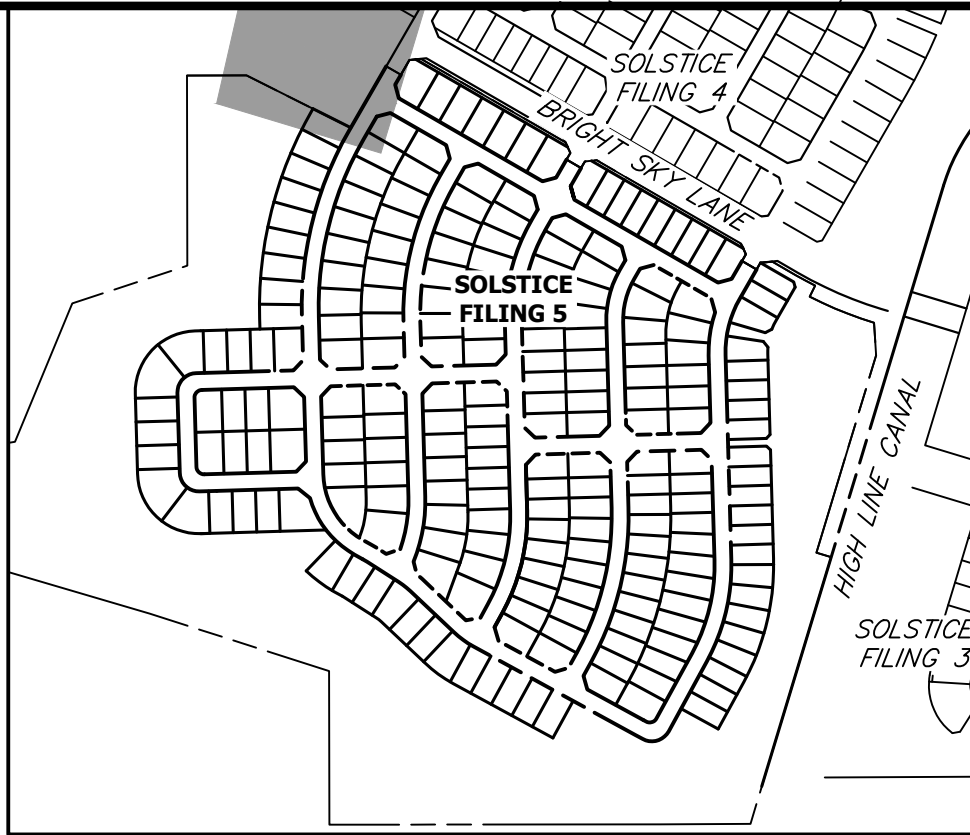 SOLSTICE
FILING 4
BRIGHT SKY LANE
SOLSTICE
FILING 5
HIGH LINE CANAL
SOLSTICE
FILING 3